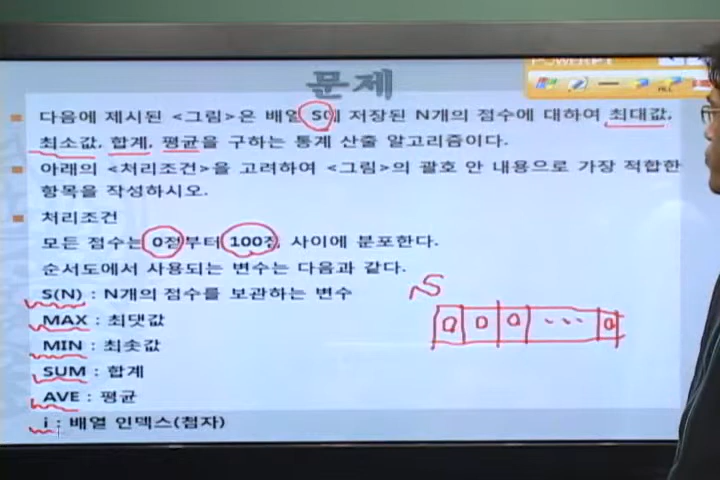 문제
다음에 제시된 <그림>은 배열 S에 저장된 N개의 점수에 대하여 최대값,
최소값, 합계, 평균을 구하는 통계 산출 알고리즘이다.
아래의 <처리조건>을 고려하여 <그림>의 괄호 안 내용으로 가장 적합한
항목을 작성하시오.
처리조건
모든 점수는 0점부터 100점 사이에 분포한다.
순서도에서 사용되는 변수는 다음과 같다.
S(N) : N개의 점수를 보관하는 변수
MAX : 최댓값
MIN : 최솟값
SUM : 합계
AVE : 평균
i : 배열 인덱스(첨자)
S
0 0 0 ... 0